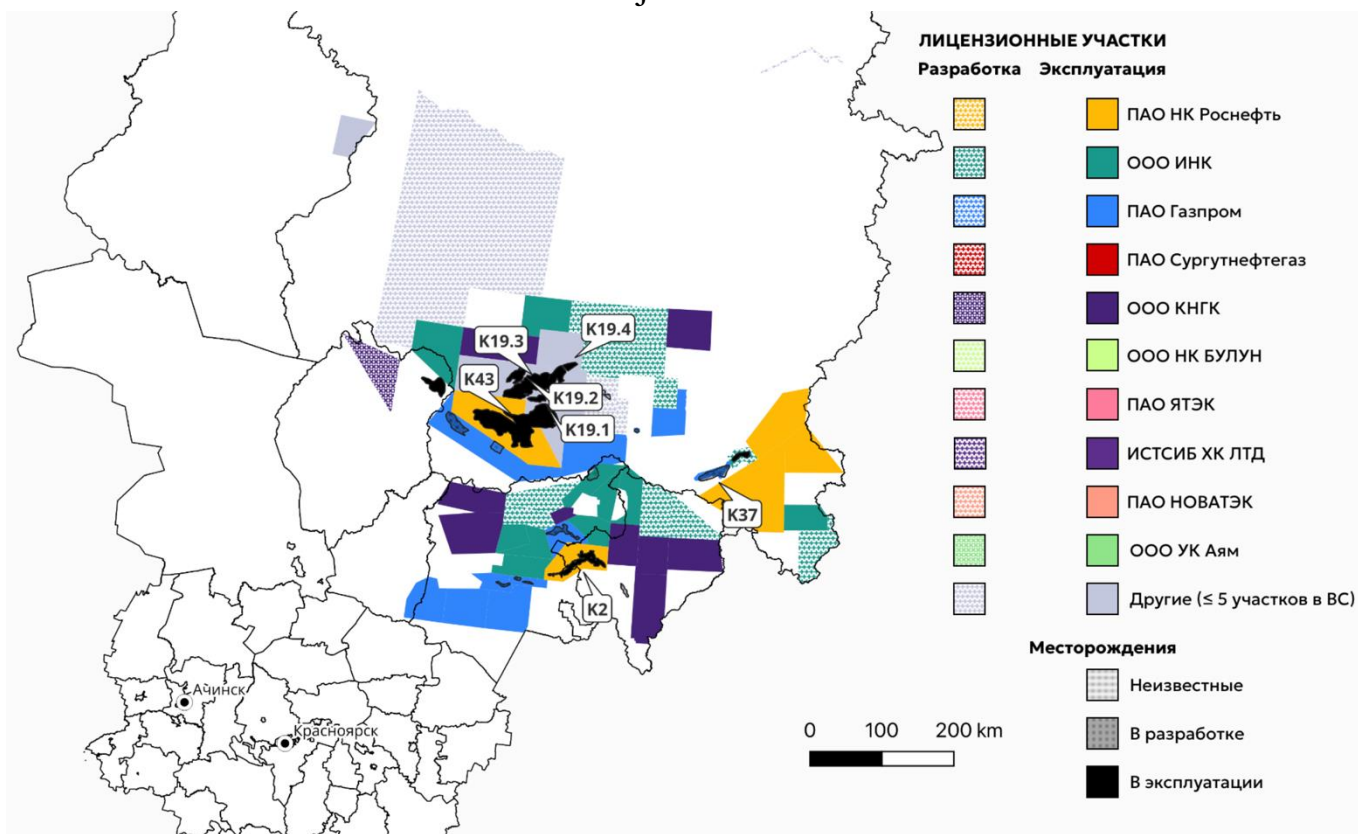 J
ЛИЦЕНЗИОННЫЕ УЧАСТКИ
Разработка Эксплуатация
ПАО НК Роснефть
ООО ИНК
ПАО Газпром
ПАО Сургутнефтегаз
ООО КНГК
ООО НК БУЛУН
ПАО ЯТЭК
ИСТСИБ ХК ЛТД
ПАО НОВАТЭК
ООО УК Аям
Другие (≤ 5 участков в ВС)
Месторождения
Неизвестные
В разработке
В эксплуатации
K19.4
K19.3
K43
K19.2
K19.1
K37
K2
Ачинск
Красноярск
0 100 200 km